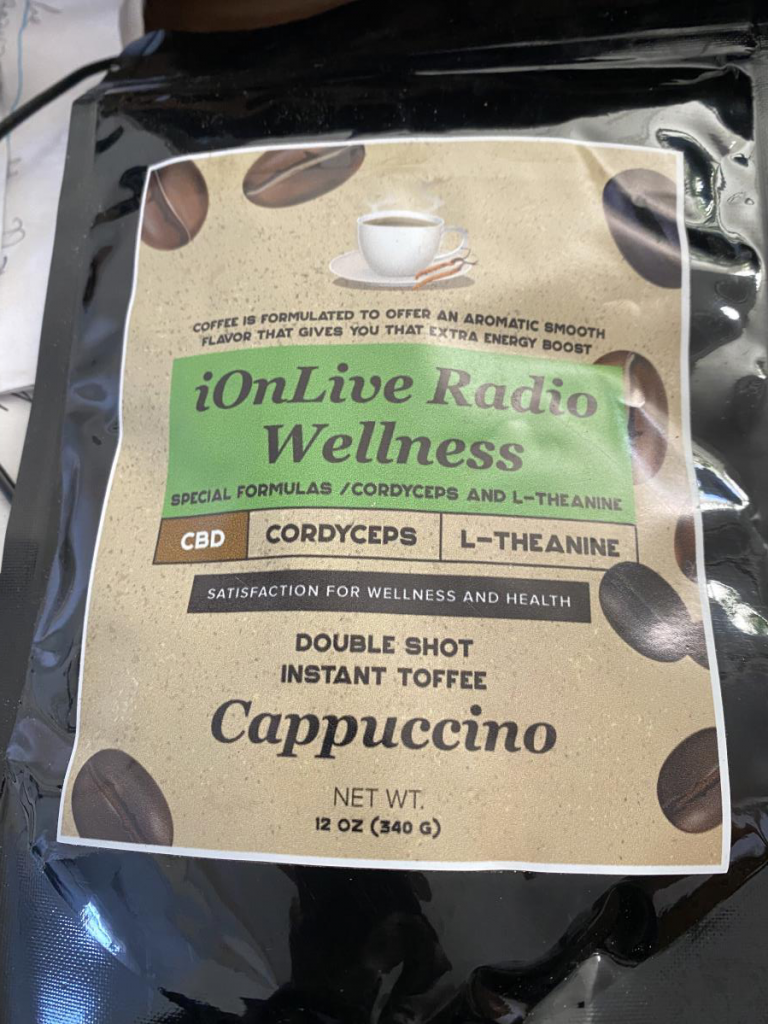 COFFEE IS FORMULATED TO OFFER AN AROMATIC SMOOTH
FLAVOR THAT GIVES YOU THAT EXTRA ENERGY BOOST
iOnLive Radio
Wellness
SPECIAL FORMULAS /CORDYCEPS AND L-THEANINE
CBD CORDYCEPS L-THEANINE
SATISFACTION FOR WELLNESS AND HEALTH
DOUBLE SHOT
INSTANT TOFFEE
Cappuccino
NET WT.
12 OZ (340 G)